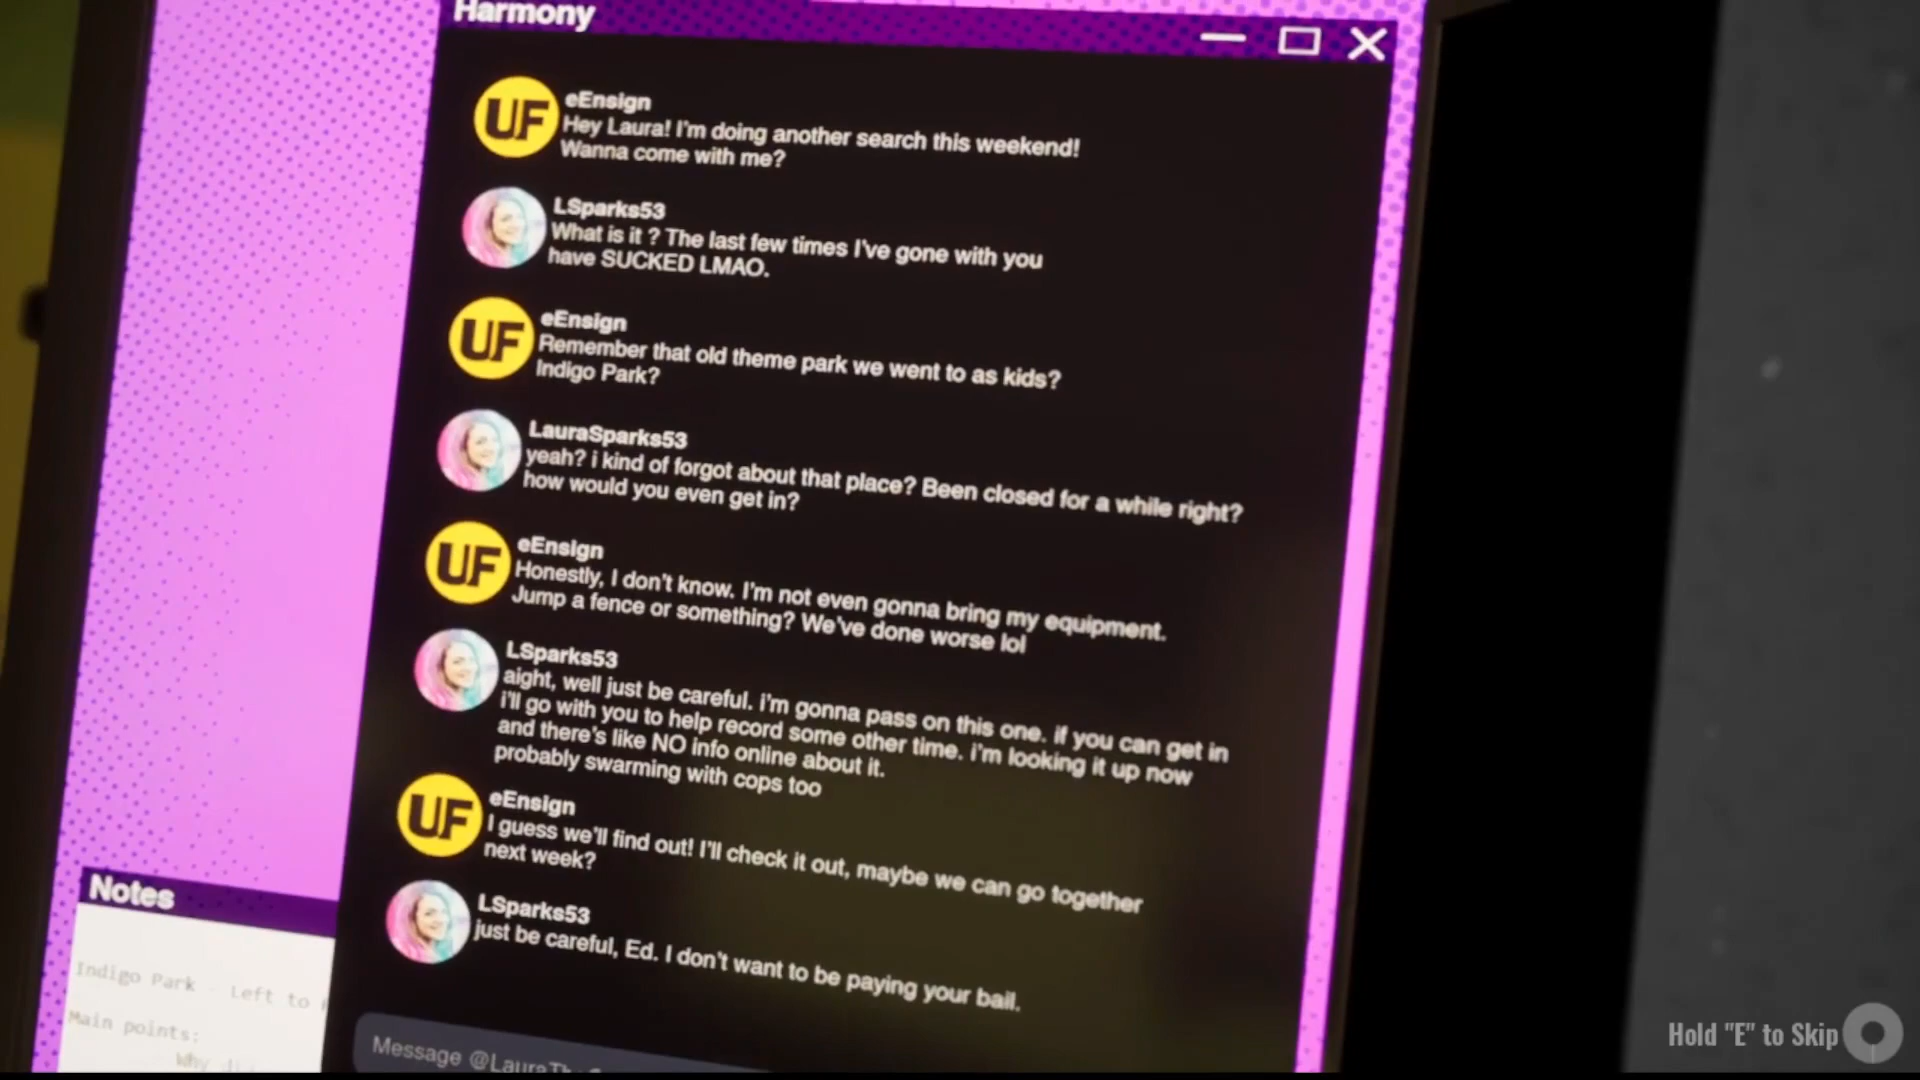 Harmony
UF
eEnsign
Hey Laura! I'm doing another search this weekend!
Wanna come with me?
LSparks53
What is it ? The last few times I've gone with you
have SUCKED LMAO.
UF
eEnsign
Remember that old theme park we went to as kids?
Indigo Park?
LauraSparks53
yeah? i kind of forgot about that place? Been closed for a while right?
how would you even get in?
UF
eEnsign
Honestly, I don't know. I'm not even gonna bring my equipment.
Jump a fence or something? We've done worse lol
LSparks53
aight, well just be careful. i'm gonna pass on this one. if you can get in
i'll go with you to help record some other time. i'm looking it up now
and there's like NO info online about it.
probably swarming with cops too
UF
eEnsign
I guess we'll find out! I'll check it out, maybe we can go together
next week?
LSparks53
just be careful, Ed. I don't want to be paying your bail.
Notes
Indigo Park - Left to
Main points:
Why
Message
Hold "E" to Skip